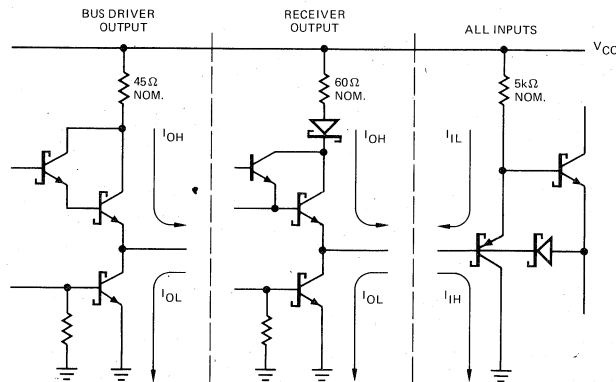 BUS DRIVER
OUTPUT
RECEIVER
OUTPUT
ALL INPUTS
VCC
45Ω
NOM.
60Ω
NOM.
5kΩ
NOM.
IOH
IOH
IIL
IOL
IOL
IIH